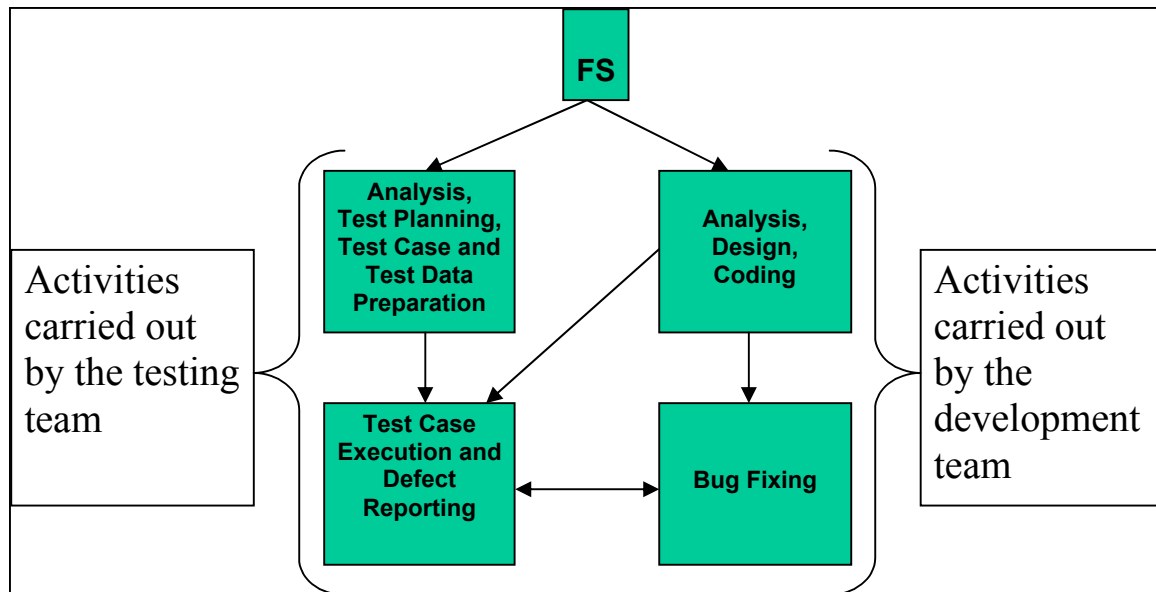 FS
Analysis,
Test Planning,
Test Case and
Test Data
Preparation
Analysis,
Design,
Coding
Activities
carried out
by the testing
team
Activities
carried out
by the
development
team
Test Case
Execution and
Defect
Reporting
Bug Fixing